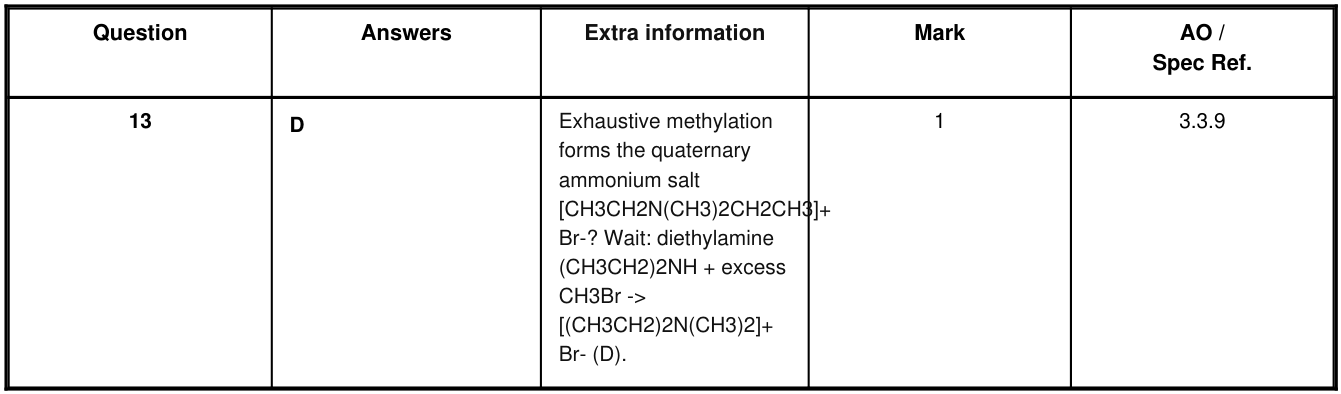 Question Answers Extra information Mark AO /
Spec Ref.
13 D Exhaustive methylation 1 3.3.9
forms the quaternary
ammonium salt
[CH3CH2N(CH3)2CH2CH3]+
Br-? Wait: diethylamine
(CH3CH2)2NH + excess
CH3Br ->
[(CH3CH2)2N(CH3)2]+
Br- (D).